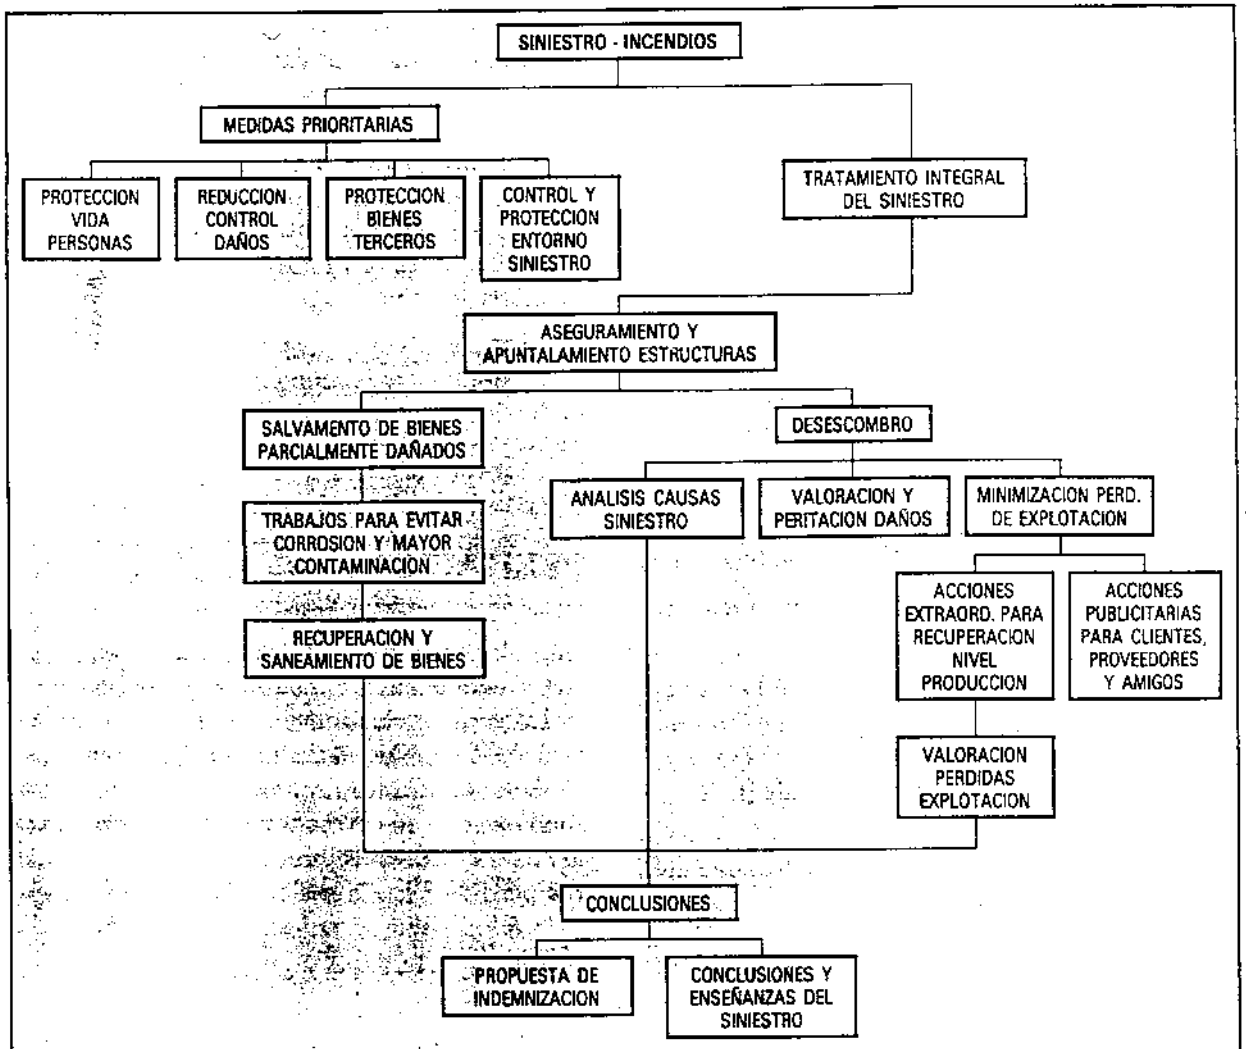 SINIESTRO - INCENDIOS
MEDIDAS PRIORITARIAS
PROTECCION
VIDA
PERSONAS
REDUCCION
CONTROL
DAÑOS
PROTECCION
BIENES
TERCEROS
CONTROL Y
PROTECCION
ENTORNO
SINIESTRO
TRATAMIENTO INTEGRAL
DEL SINIESTRO
ASEGURAMIENTO Y
APUNTALAMIENTO ESTRUCTURAS
SALVAMENTO DE BIENES
PARCIALMENTE DAÑADOS
DESESCOMBRO
TRABAJOS PARA EVITAR
CORROSION Y MAYOR
CONTAMINACION
ANALISIS CAUSAS
SINIESTRO
VALORACION Y
PERITACION DAÑOS
MINIMIZACION PERD.
DE EXPLOTACION
RECUPERACION Y
SANEAMIENTO DE BIENES
ACCIONES
EXTRAORD. PARA
RECUPERACION
NIVEL
PRODUCCION
ACCIONES
PUBLICITARIAS
PARA CLIENTES,
PROVEEDORES
Y AMIGOS
VALORACION
PERDIDAS
EXPLOTACION
CONCLUSIONES
PROPUESTA DE
INDEMNIZACION
CONCLUSIONES Y
ENSEÑANZAS DEL
SINIESTRO